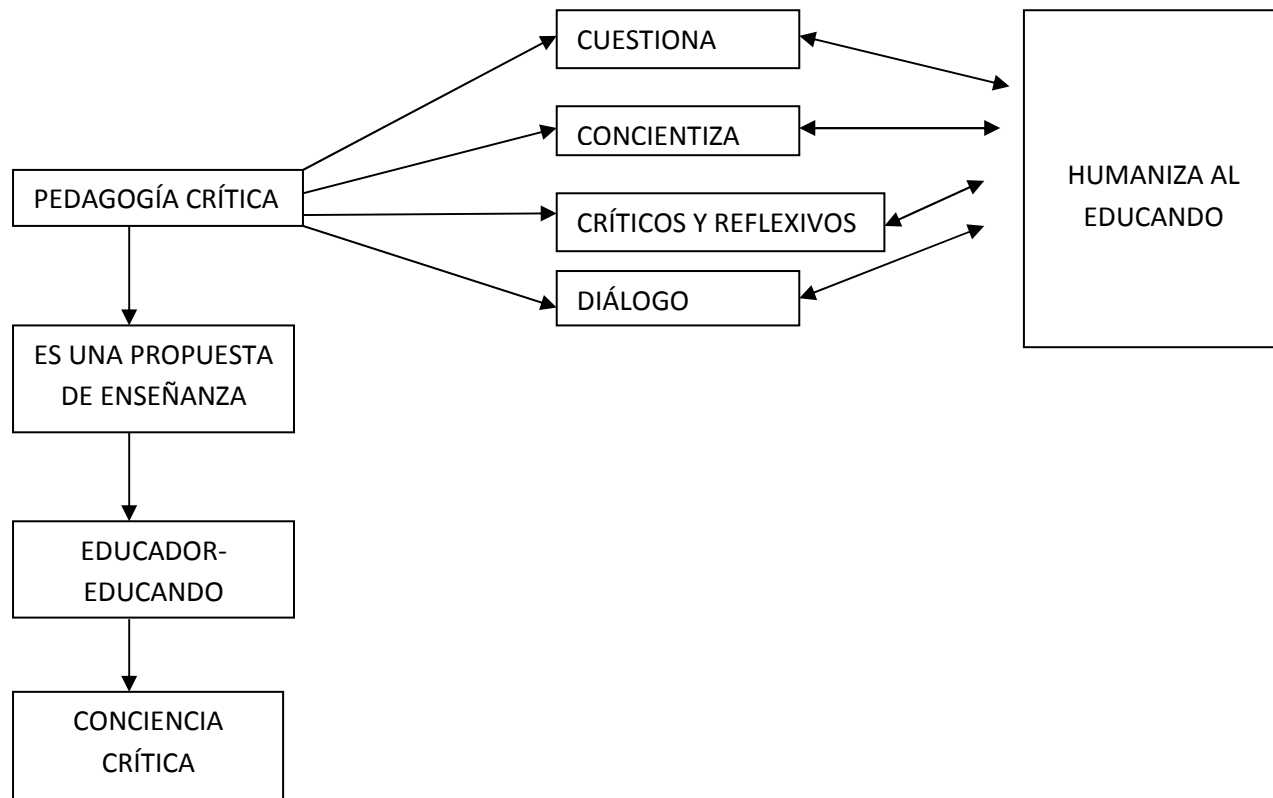 CUESTIONA
CONCIENTIZA
PEDAGOGÍA CRÍTICA
CRÍTICOS Y REFLEXIVOS
DIÁLOGO
HUMANIZA AL
EDUCANDO
ES UNA PROPUESTA
DE ENSEÑANZA
EDUCADOR-
EDUCANDO
CONCIENCIA
CRÍTICA